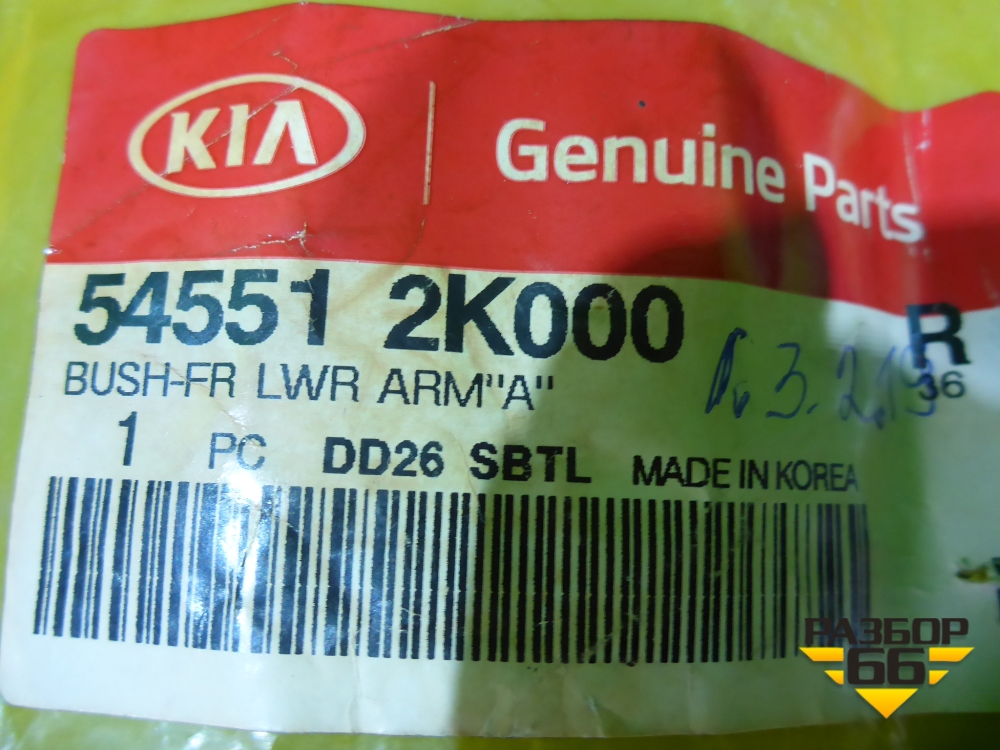 KIA Genuine Parts
54551 2K000 R
BUSH-FR LWR ARM"A" 36
1 PC DD26 SBTL MADE IN KOREA
РАЗБОР
66